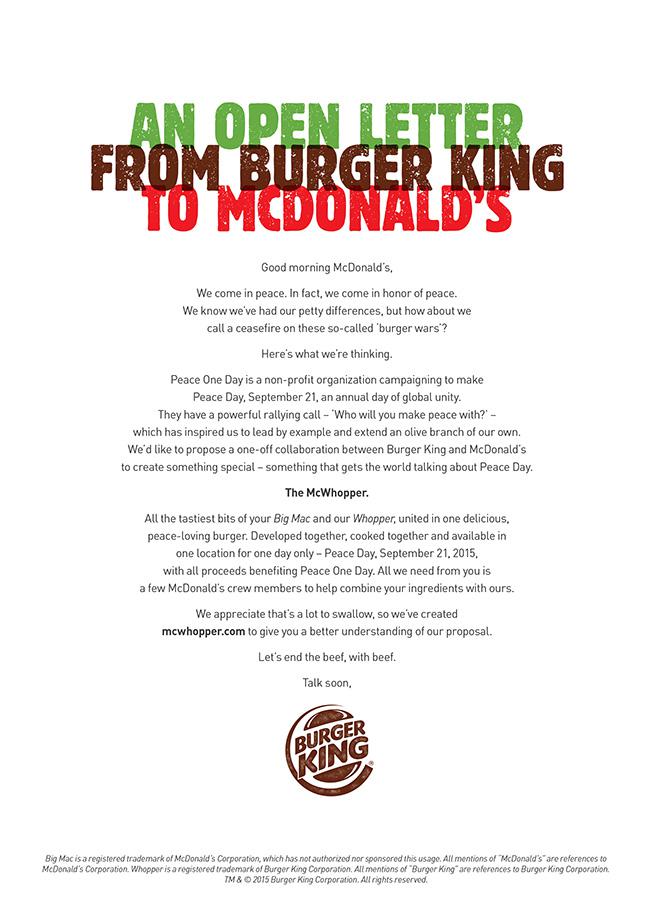 AN OPEN LETTER
FROM BURGER KING
TO MCDONALD'S
Good morning McDonald's,
We come in peace. In fact, we come in honor of peace.
We know we've had our petty differences, but how about we
call a ceasefire on these so-called 'burger wars'?
Here's what we're thinking.
Peace One Day is a non-profit organization campaigning to make
Peace Day, September 21, an annual day of global unity.
They have a powerful rallying call – 'Who will you make peace with?' –
which has inspired us to lead by example and extend an olive branch of our own.
We'd like to propose a one-off collaboration between Burger King and McDonald's
to create something special – something that gets the world talking about Peace Day.
The McWhopper.
All the tastiest bits of your Big Mac and our Whopper, united in one delicious,
peace-loving burger. Developed together, cooked together and available in
one location for one day only – Peace Day, September 21, 2015,
with all proceeds benefiting Peace One Day. All we need from you is
a few McDonald's crew members to help combine your ingredients with ours.
We appreciate that's a lot to swallow, so we've created
mcwhopper.com to give you a better understanding of our proposal.
Let's end the beef, with beef.
Talk soon,
BURGER
KING®
Big Mac is a registered trademark of McDonald's Corporation, which has not authorized nor sponsored this usage. All mentions of "McDonald's" are references to
McDonald's Corporation. Whopper is a registered trademark of Burger King Corporation. All mentions of "Burger King" are references to Burger King Corporation.
TM & © 2015 Burger King Corporation. All rights reserved.